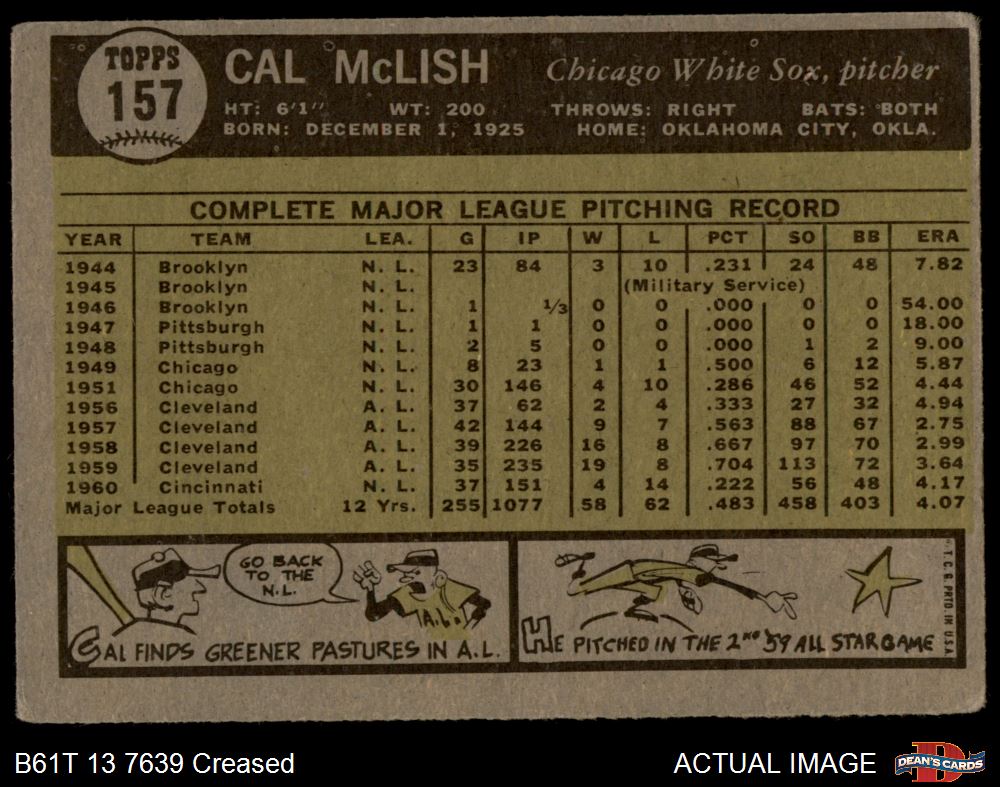 TOPPS
157
CAL McLISH
Chicago White Sox, pitcher
HT: 6'1" WT: 200 THROWS: RIGHT BATS: BOTH
BORN: DECEMBER 1, 1925 HOME: OKLAHOMA CITY, OKLA.
COMPLETE MAJOR LEAGUE PITCHING RECORD
YEAR TEAM LEA. G IP W L PCT SO BB ERA
1944 Brooklyn N. L. 23 84 3 10 .231 24 48 7.82
1945 Brooklyn N. L. (Military Service)
1946 Brooklyn N. L. 1 1/3 0 0 .000 0 0 54.00
1947 Pittsburgh N. L. 1 1 0 0 .000 0 0 18.00
1948 Pittsburgh N. L. 2 5 0 0 .000 1 2 9.00
1949 Chicago N. L. 8 23 1 1 .500 6 12 5.87
1951 Chicago N. L. 30 146 4 10 .286 46 52 4.44
1956 Cleveland A. L. 37 62 2 4 .333 27 32 4.94
1957 Cleveland A. L. 42 144 9 7 .563 88 67 2.75
1958 Cleveland A. L. 39 226 16 8 .667 97 70 2.99
1959 Cleveland A. L. 35 235 19 8 .704 113 72 3.64
1960 Cincinnati N. L. 37 151 4 14 .222 56 48 4.17
Major League Totals 12 Yrs. 255 1077 58 62 .483 458 403 4.07
GO BACK
TO THE
N.L.
A.L.
CAL FINDS GREENER PASTURES IN A.L.
HE PITCHED IN THE 2ND '59 ALL STAR GAME
T.C.G. PRTD. IN U.S.A.
B61T 13 7639 Creased
ACTUAL IMAGE
D
DEAN'S CARDS